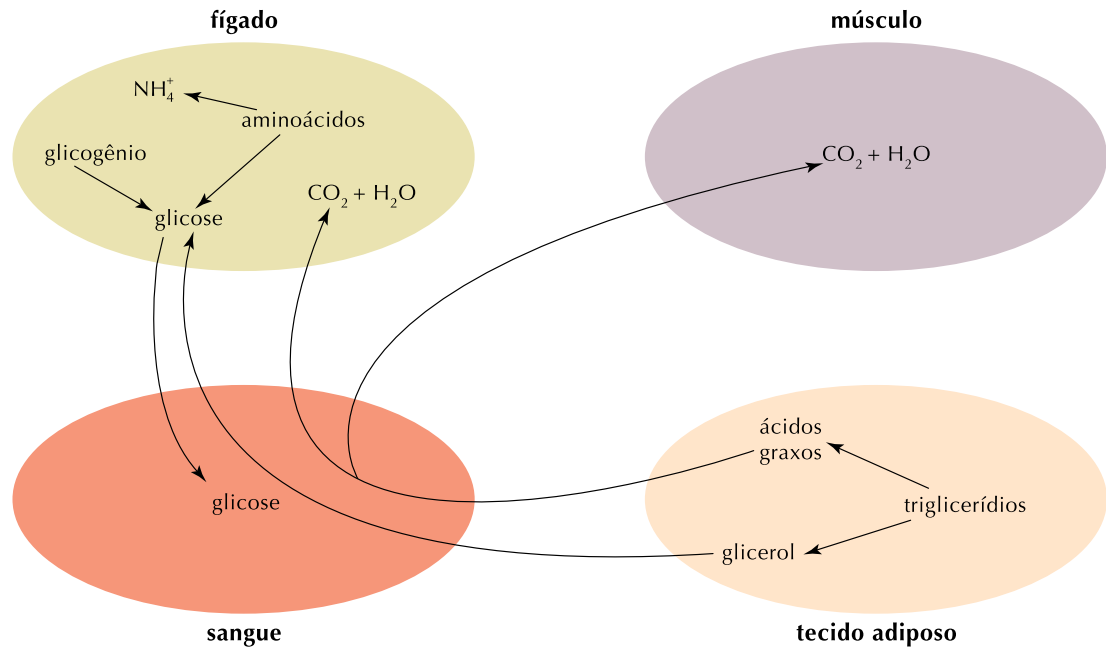 fígado
músculo
NH₄⁺
aminoácidos
glicogênio
CO₂ + H₂O
glicose
CO₂ + H₂O
ácidos
graxos
glicose
triglicerídios
glicerol
sangue
tecido adiposo